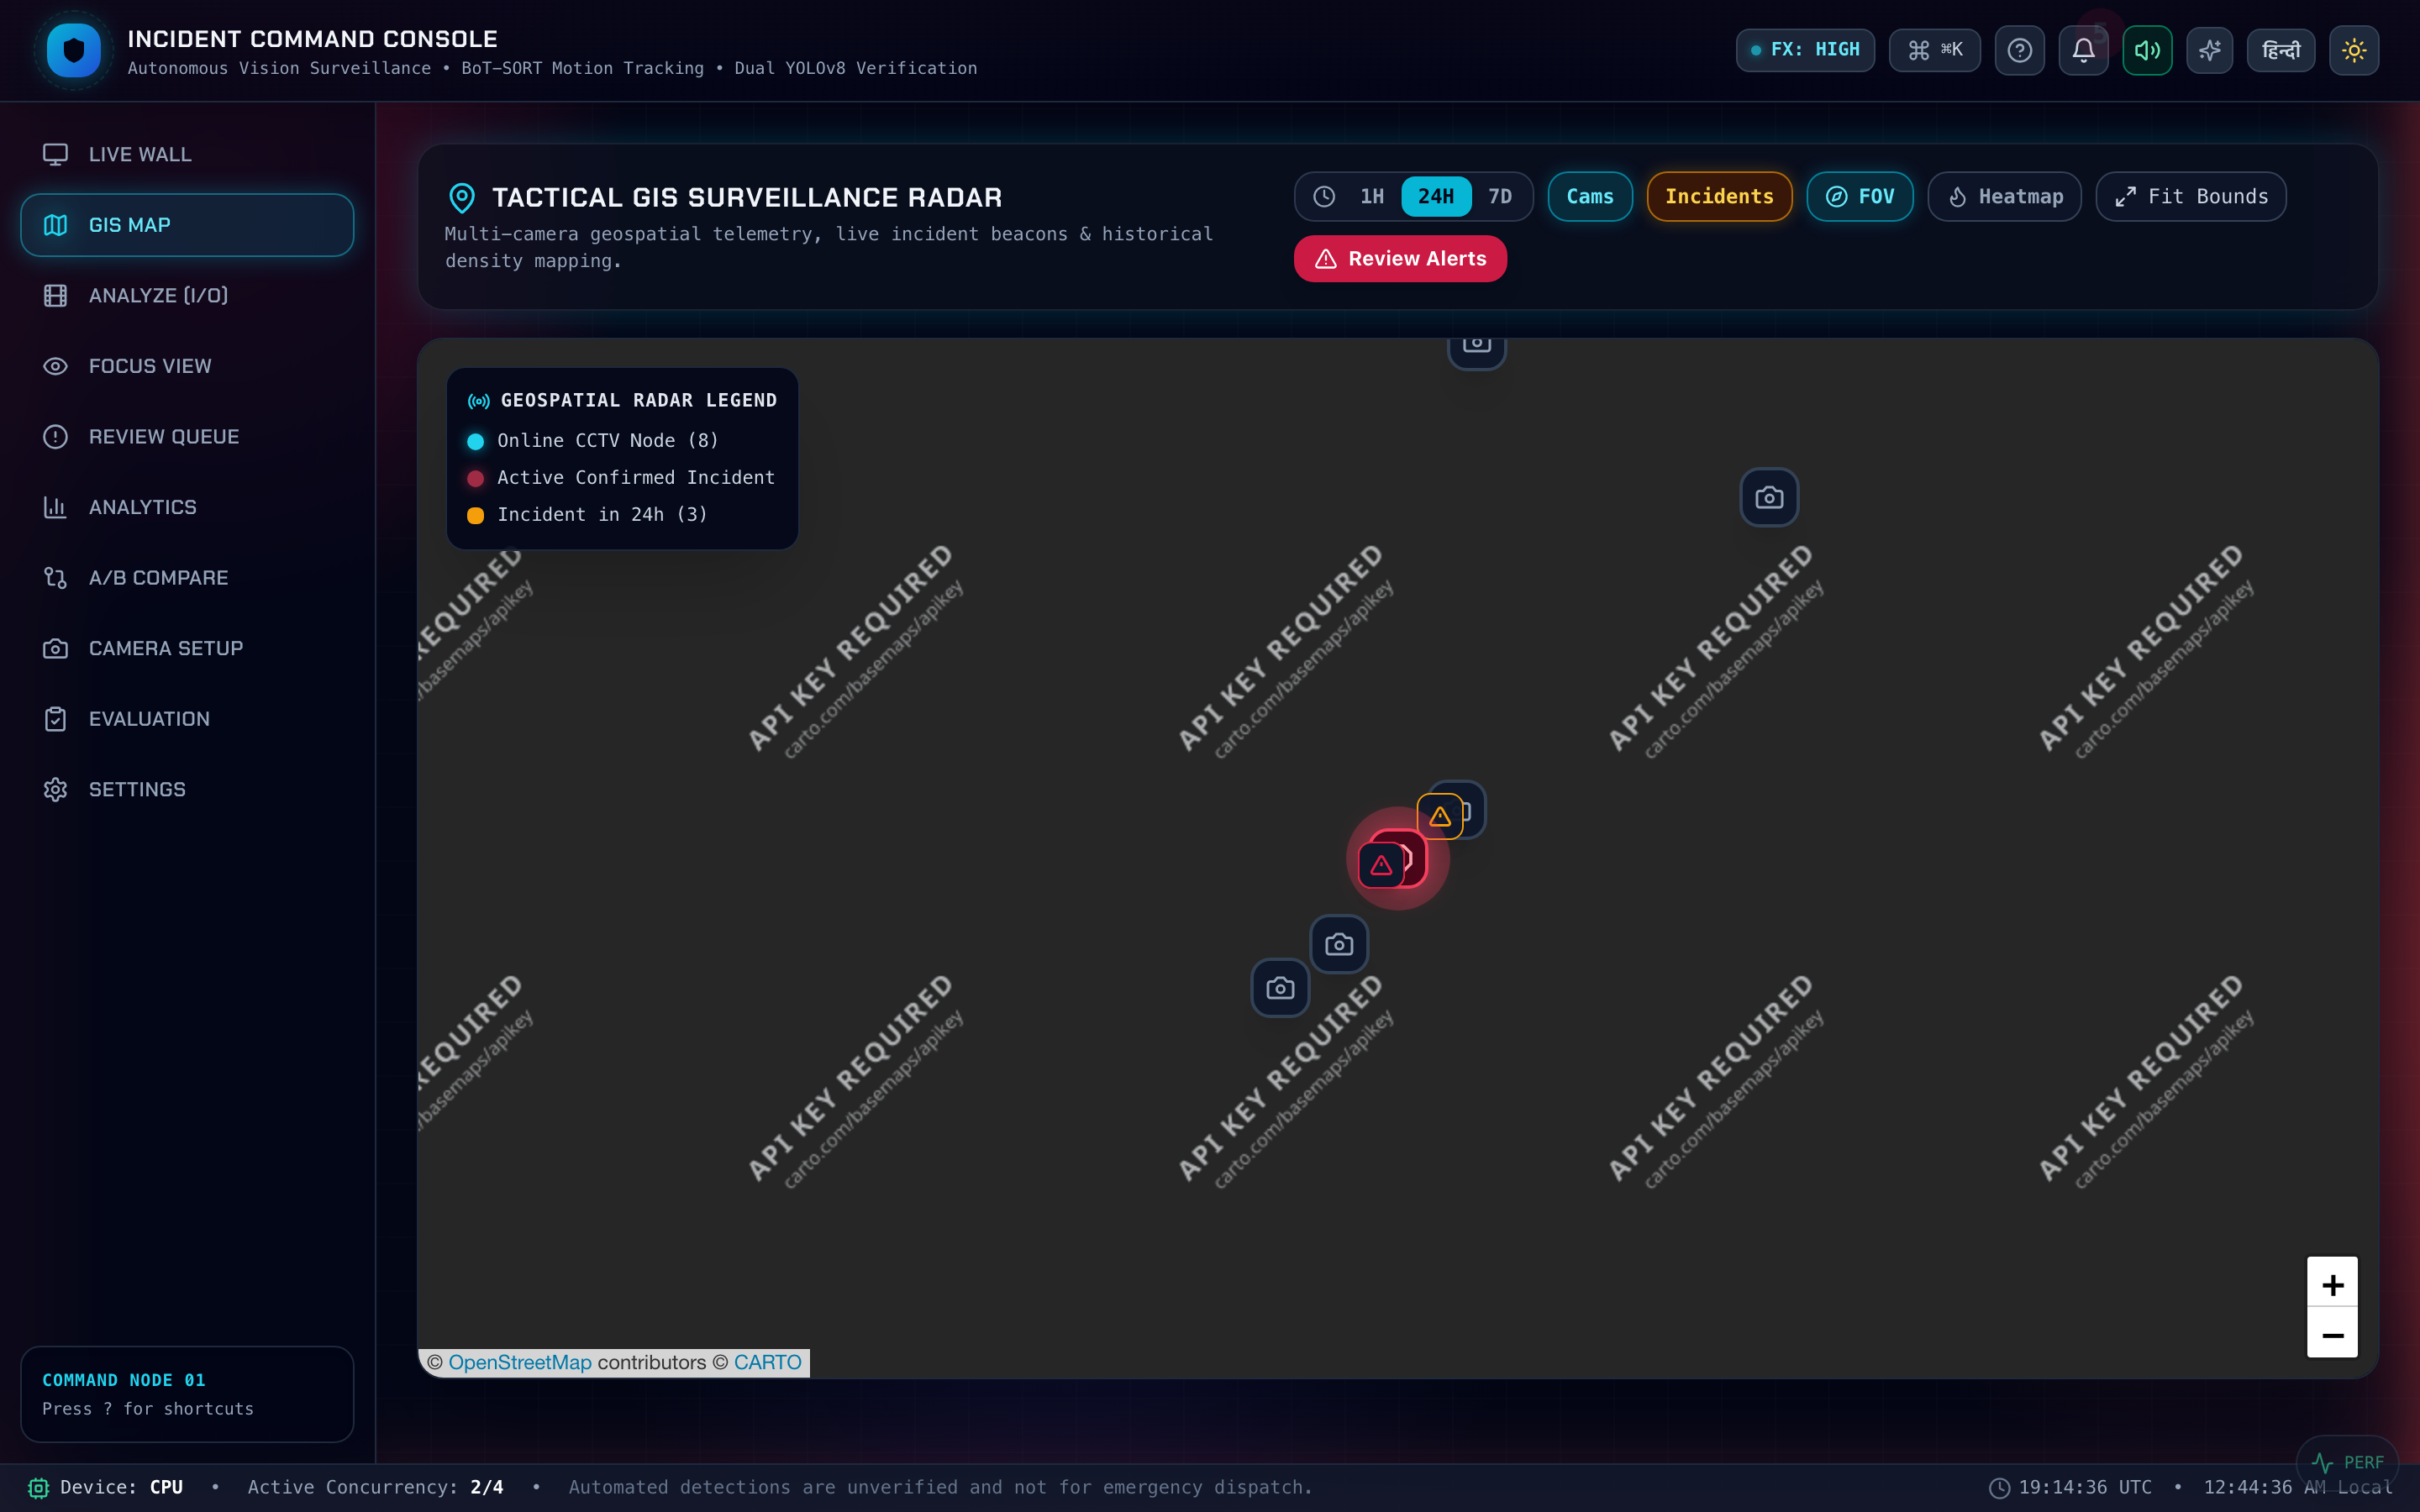 INCIDENT COMMAND CONSOLE
Autonomous Vision Surveillance • BoT-SORT Motion Tracking • Dual YOLOv8 Verification
FX: HIGH
⌘K
हिन्दी
LIVE WALL
GIS MAP
ANALYZE (I/O)
FOCUS VIEW
REVIEW QUEUE
ANALYTICS
A/B COMPARE
CAMERA SETUP
EVALUATION
SETTINGS
COMMAND NODE 01
Press ? for shortcuts
TACTICAL GIS SURVEILLANCE RADAR
Multi-camera geospatial telemetry, live incident beacons & historical
density mapping.
1H 24H 7D
Cams
Incidents
FOV
Heatmap
Fit Bounds
Review Alerts
GEOSPATIAL RADAR LEGEND
Online CCTV Node (8)
Active Confirmed Incident
Incident in 24h (3)
REQUIRED
/basemaps/apikey
API KEY REQUIRED
carto.com/basemaps/apikey
API KEY REQUIRED
carto.com/basemaps/apikey
API KEY REQUIRED
carto.com/basemaps/apikey
API KEY REQUIRED
carto.com/basemaps/apikey
REQUIRED
/basemaps/apikey
API KEY REQUIRED
carto.com/basemaps/apikey
API KEY REQUIRED
carto.com/basemaps/apikey
API KEY REQUIRED
carto.com/basemaps/apikey
API KEY REQUIRED
carto.com/basemaps/apikey
+
−
© OpenStreetMap contributors © CARTO
Device: CPU • Active Concurrency: 2/4 • Automated detections are unverified and not for emergency dispatch.
19:14:36 UTC • 12:44:36 AM Local
PERF